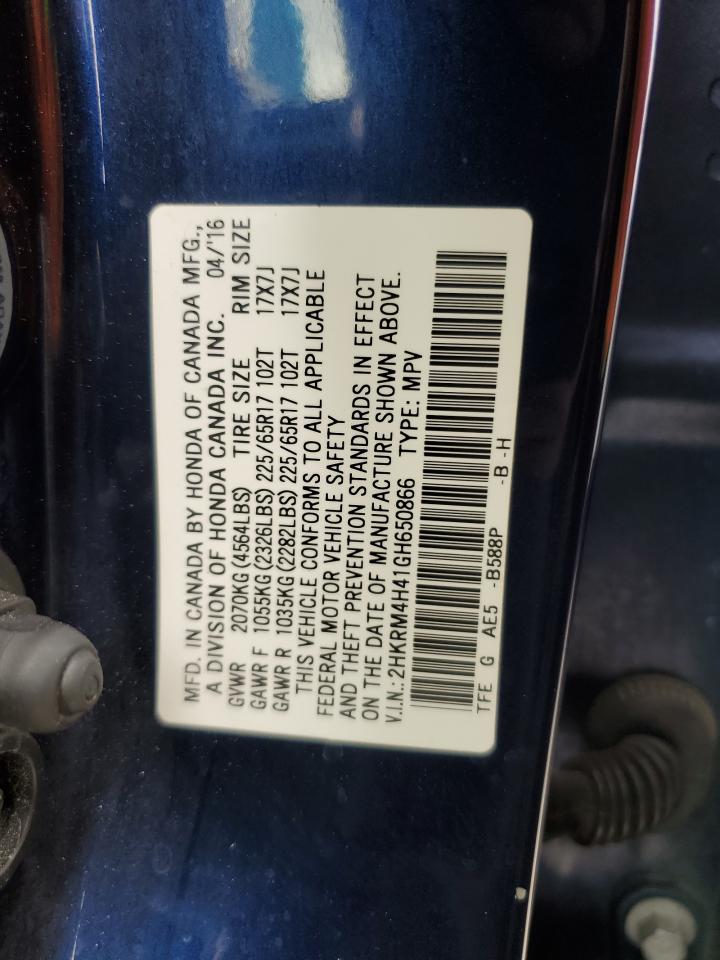 MFD. IN CANADA BY HONDA OF CANADA MFG.,
A DIVISION OF HONDA CANADA INC. 04/'16
GVWR 2070KG(4564LBS) TIRE SIZE RIM SIZE
GAWR F 1055KG(2326LBS) 225/65R17 102T 17X7J
GAWR R 1035KG(2282LBS) 225/65R17 102T 17X7J
THIS VEHICLE CONFORMS TO ALL APPLICABLE
FEDERAL MOTOR VEHICLE SAFETY
AND THEFT PREVENTION STANDARDS IN EFFECT
ON THE DATE OF MANUFACTURE SHOWN ABOVE.
V.I.N.:2HKRM4H41GH650866 TYPE: MPV
TFE G AE5 -B588P -B -H